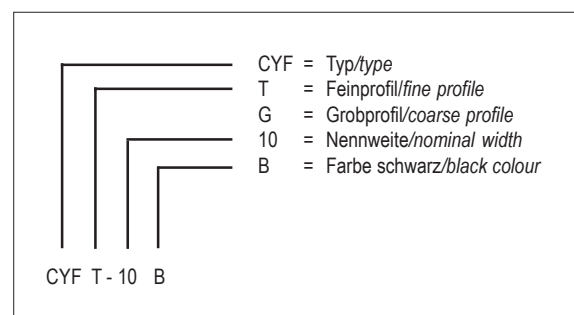 CYF = Typ/type
T = Feinprofil/fine profile
G = Grobprofil/coarse profile
10 = Nennweite/nominal width
B = Farbe schwarz/black colour
CYF T - 10 B